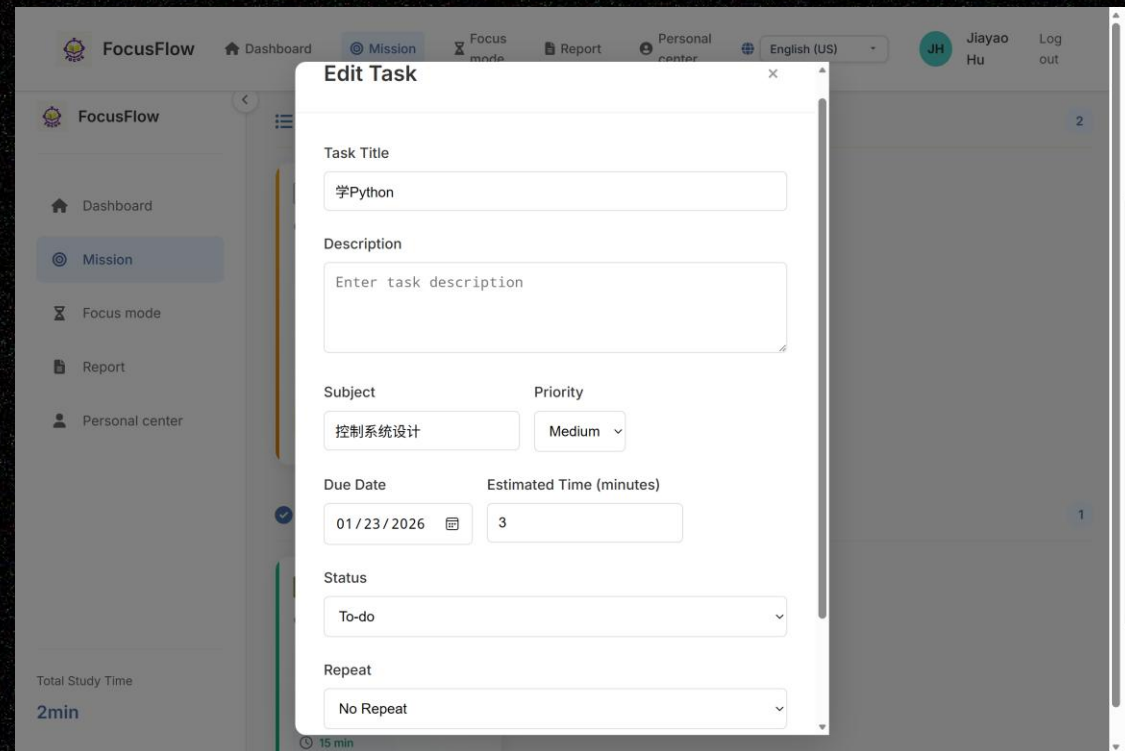 FocusFlow
Dashboard
Mission
Focus mode
Report
Personal center
English (US)
JH
Jiayao Hu
Log out
FocusFlow
Dashboard
Mission
Focus mode
Report
Personal center
Total Study Time
2min
2
1
Edit Task
×
Task Title
学Python
Description
Enter task description
Subject
Priority
控制系统设计
Medium
Due Date
Estimated Time (minutes)
01/23/2026
3
Status
To-do
Repeat
No Repeat
15 min